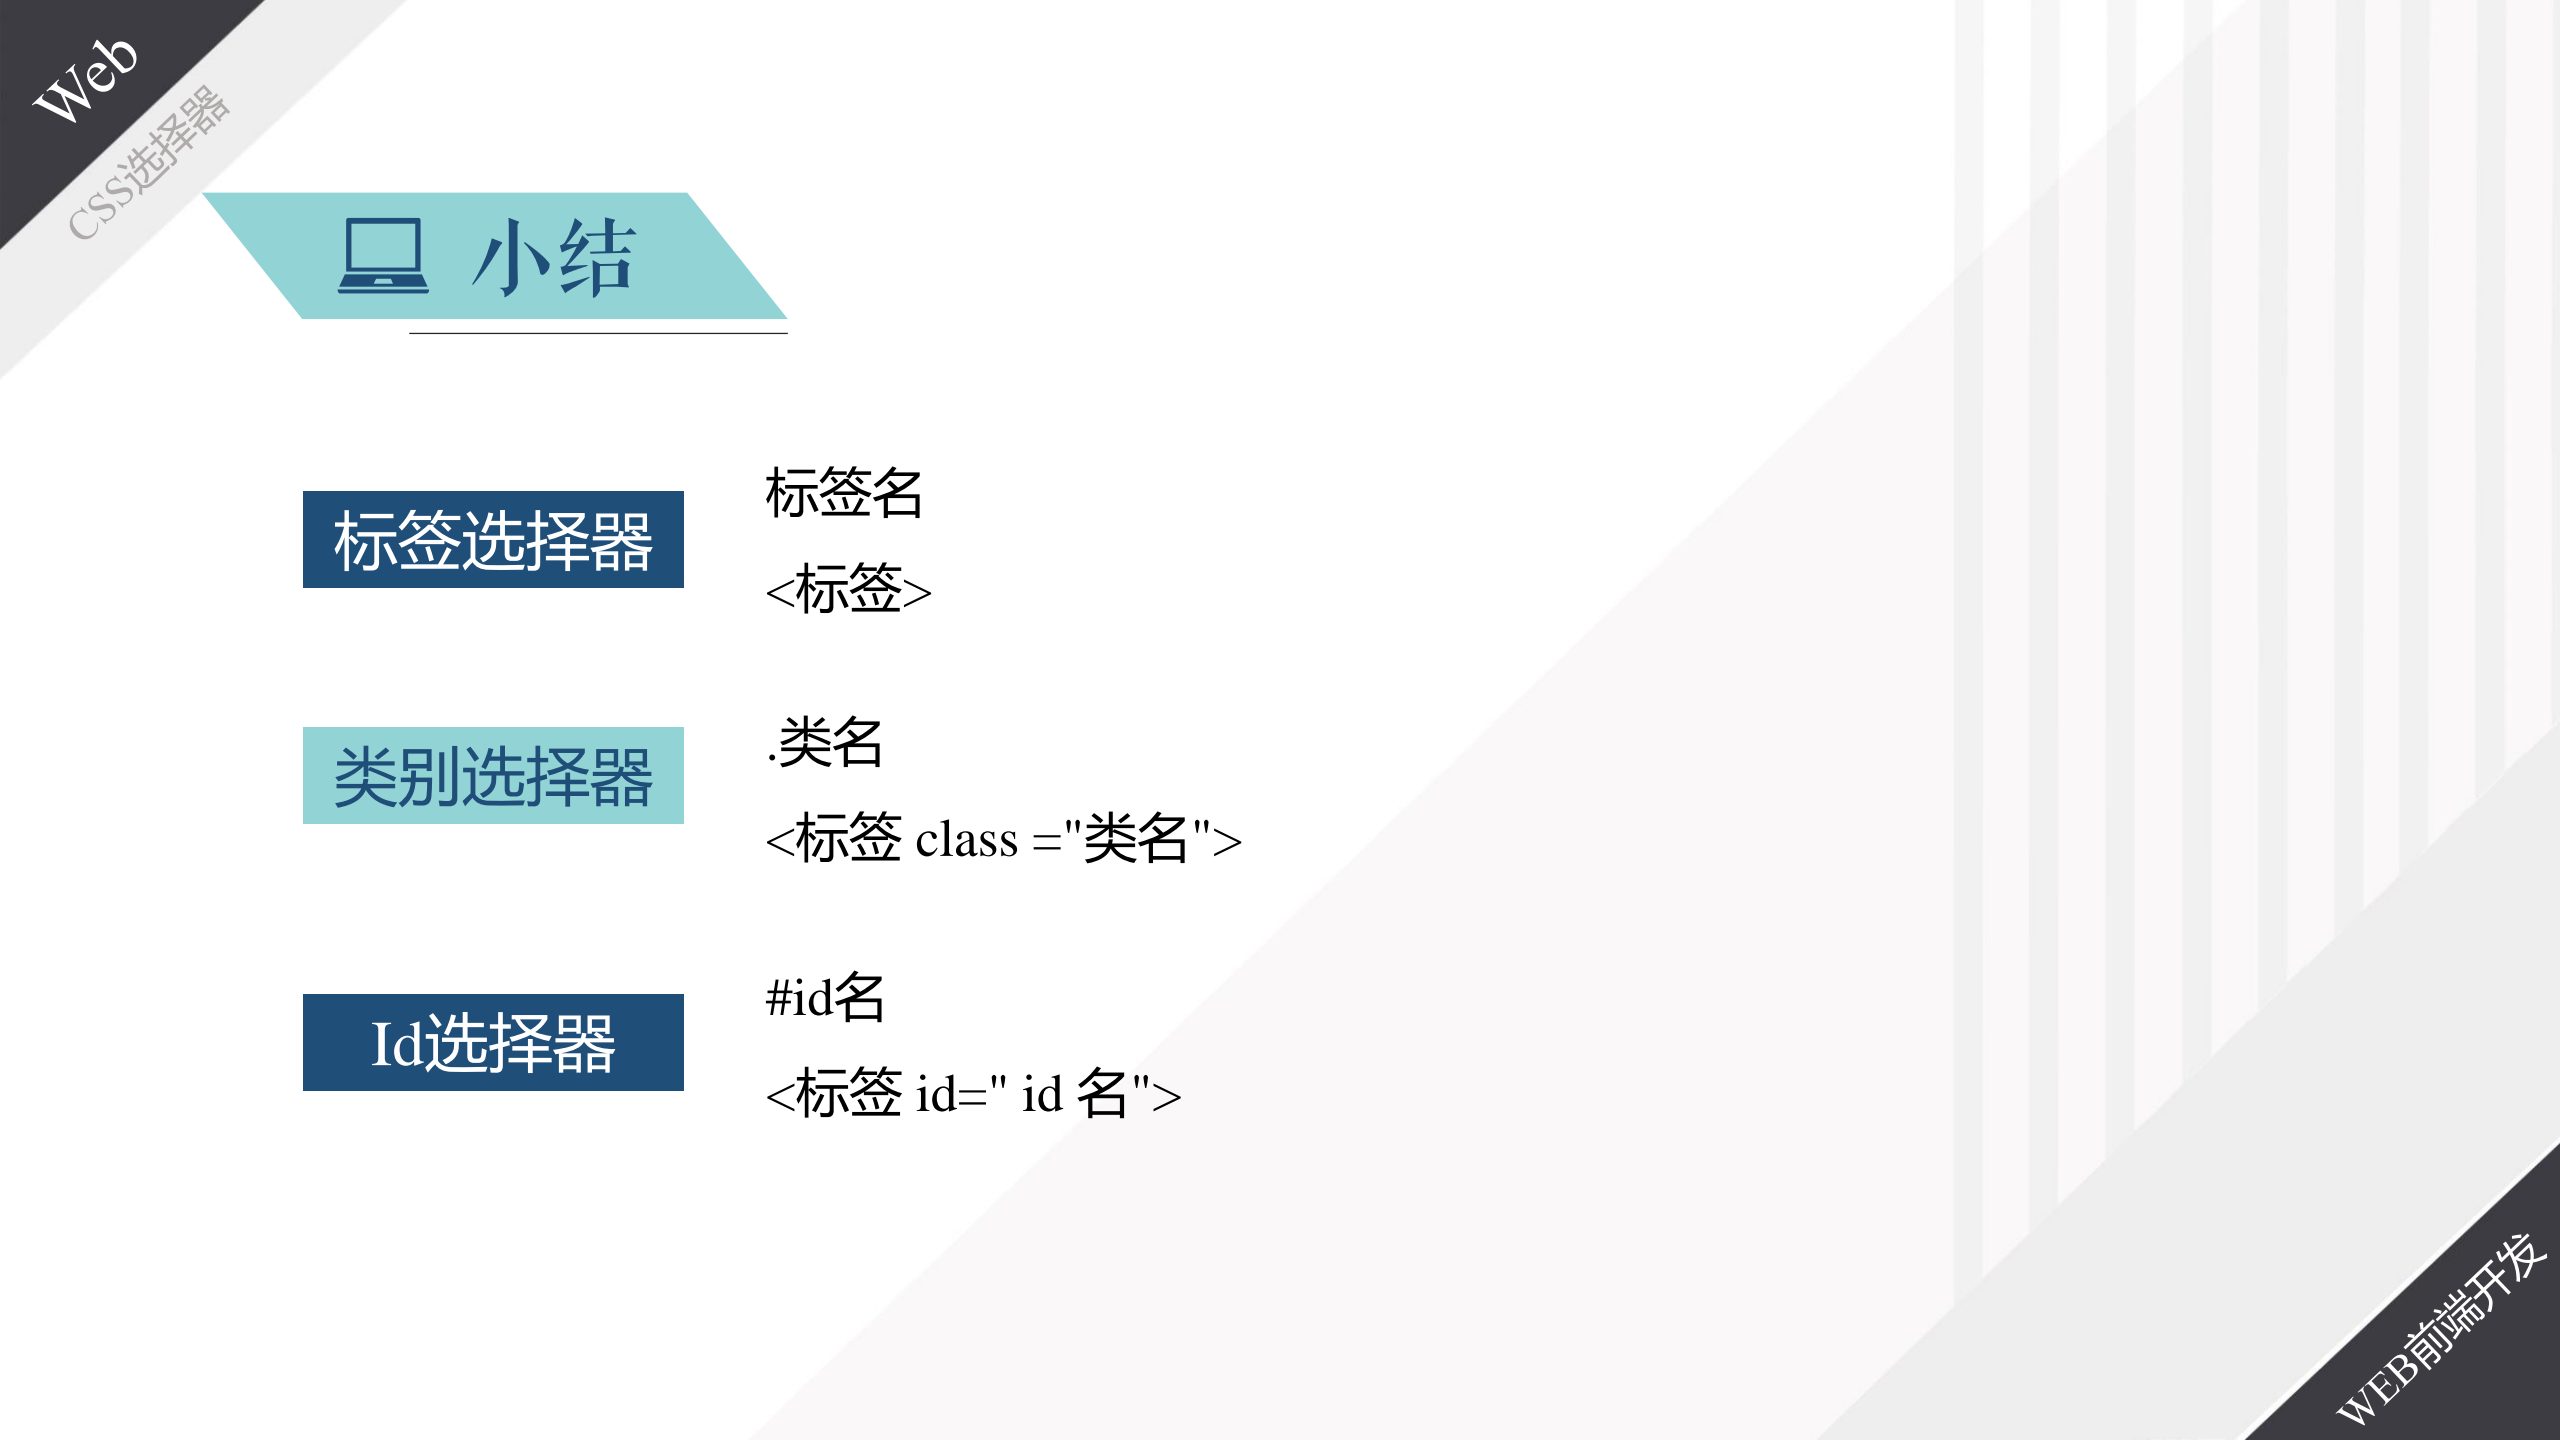 Web
CSS选择器
小结
标签选择器
标签名
<标签>
类别选择器
.类名
<标签 class ="类名">
Id选择器
#id名
<标签 id=" id 名">
WEB前端开发